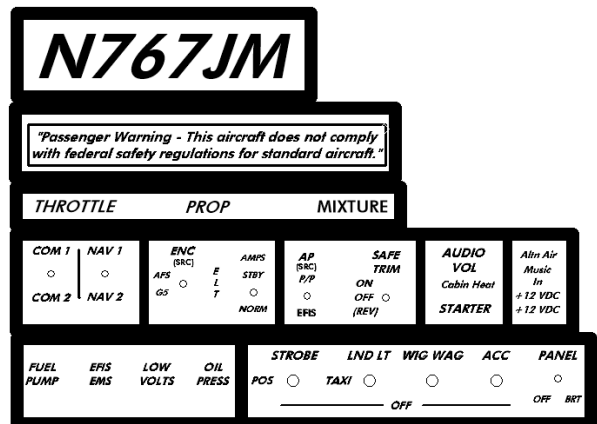 N767JM
"Passenger Warning - This aircraft does not comply
with federal safety regulations for standard aircraft."
THROTTLE PROP MIXTURE
COM 1 NAV 1
COM 2 NAV 2
ENC
(SRC)
AFS
G5
E
L
T
AMPS
STBY
NORM
AP
(SRC)
P/P
EFIS
SAFE
TRIM
ON
OFF
(REV)
AUDIO
VOL
Cabin Heat
STARTER
Altn Air
Music
In
+12 VDC
+12 VDC
FUEL
PUMP
EFIS
EMS
LOW
VOLTS
OIL
PRESS
STROBE LND LT WIG WAG ACC PANEL
POS TAXI
OFF
OFF BRT